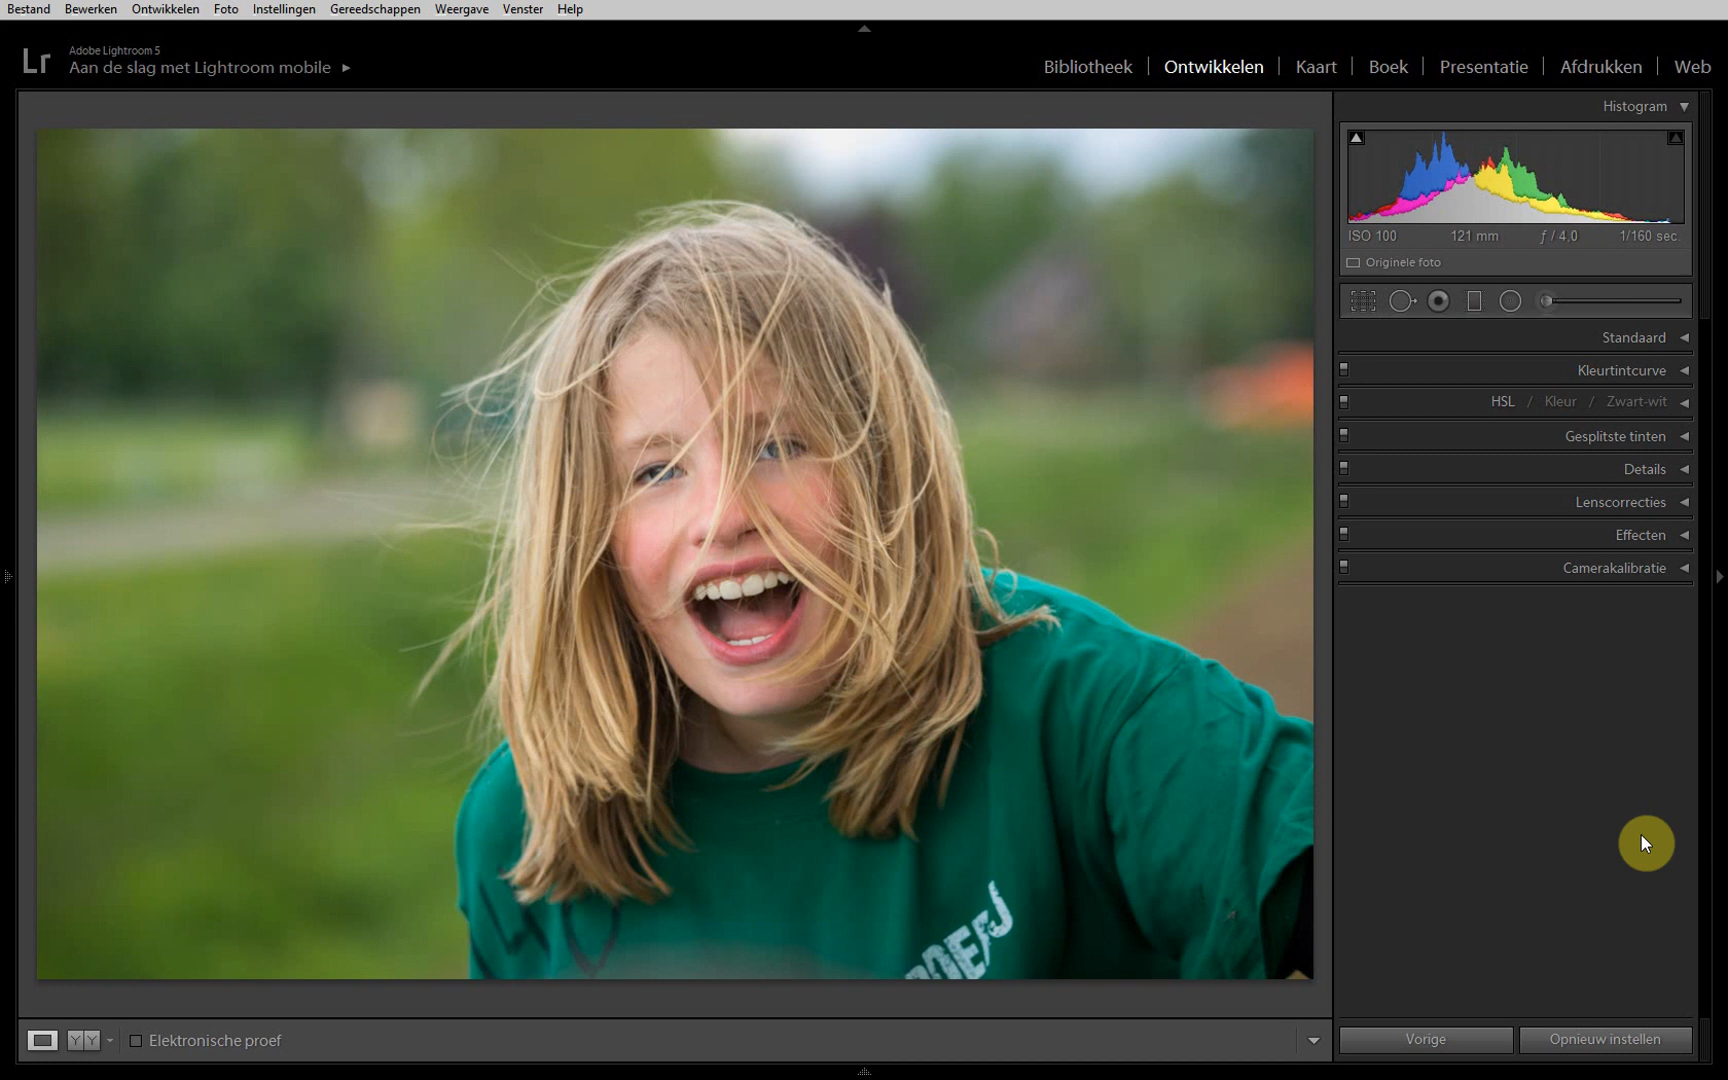 Bestand Bewerken Ontwikkelen Foto Instellingen Gereedschappen Weergave Venster Help
Lr
Adobe Lightroom 5
Aan de slag met Lightroom mobile
Bibliotheek | Ontwikkelen | Kaart | Boek | Presentatie | Afdrukken | Web
Histogram
ISO 100 121 mm ƒ / 4,0 1/160 sec.
Originele foto
Standaard
Kleurtintcurve
HSL / Kleur / Zwart-wit
Gesplitste tinten
Details
Lenscorrecties
Effecten
Camerakalibratie
YY
Elektronische proef
Vorige
Opnieuw instellen